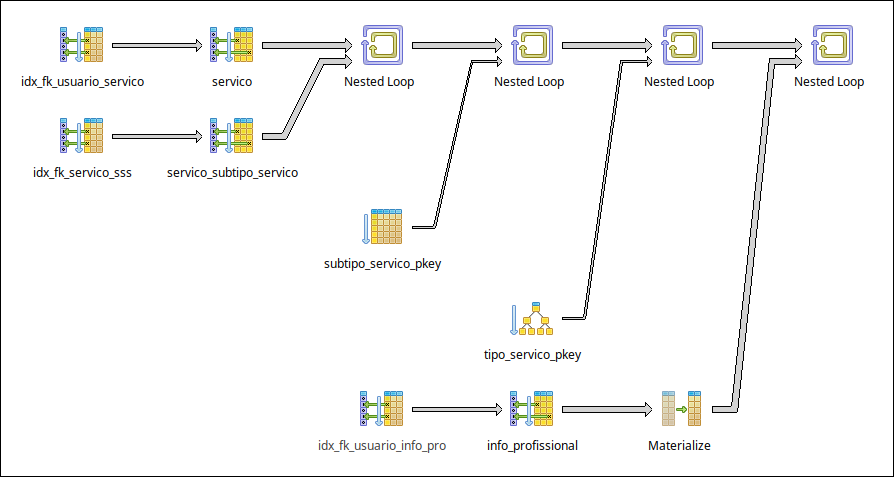 idx_fk_usuario_servico
servico
Nested Loop
Nested Loop
Nested Loop
Nested Loop
idx_fk_servico_sss
servico_subtipo_servico
subtipo_servico_pkey
tipo_servico_pkey
idx_fk_usuario_info_pro
info_profissional
Materialize